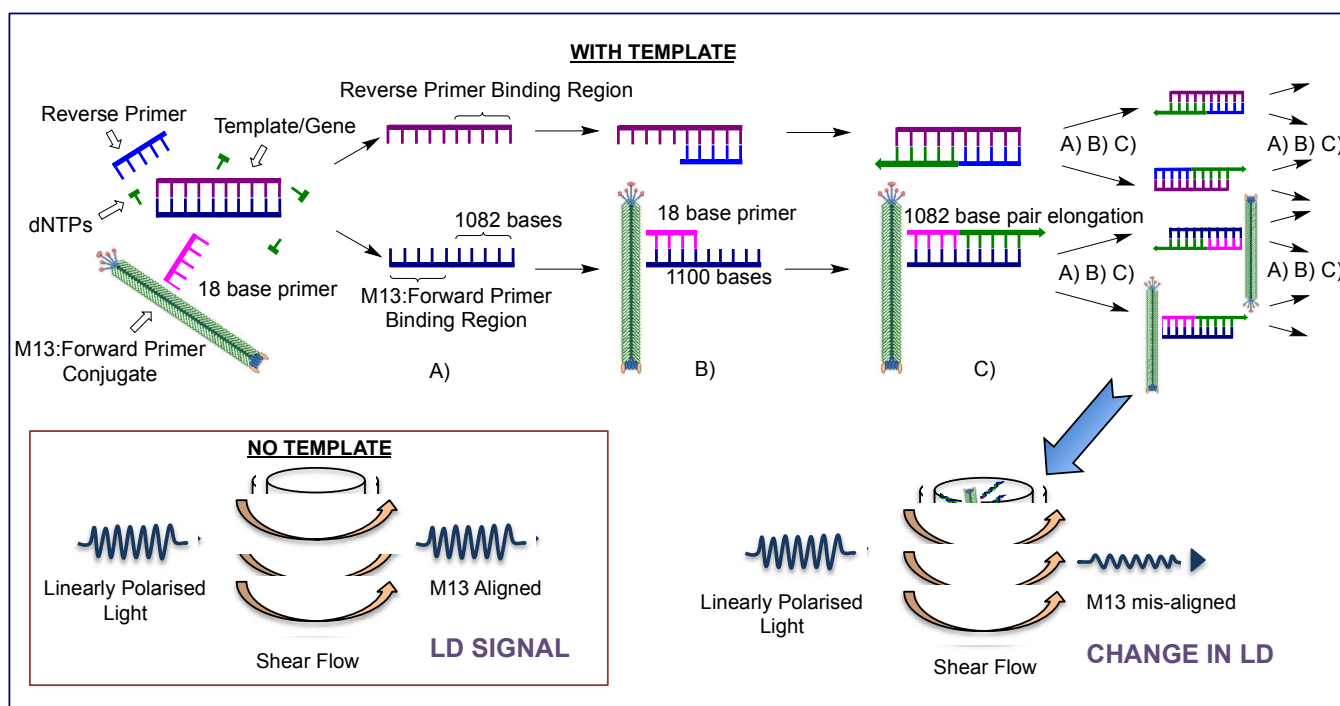 WITH TEMPLATE
Reverse Primer
Template/Gene
dNTPs
18 base primer
M13:Forward Primer
Conjugate
Reverse Primer Binding Region
1082 bases
M13:Forward Primer
Binding Region
A)
18 base primer
1100 bases
B)
1082 base pair elongation
C)
A) B) C)
A) B) C)
A) B) C)
A) B) C)
NO TEMPLATE
Linearly Polarised
Light
M13 Aligned
Shear Flow
LD SIGNAL
Linearly Polarised
Light
M13 mis-aligned
Shear Flow
CHANGE IN LD